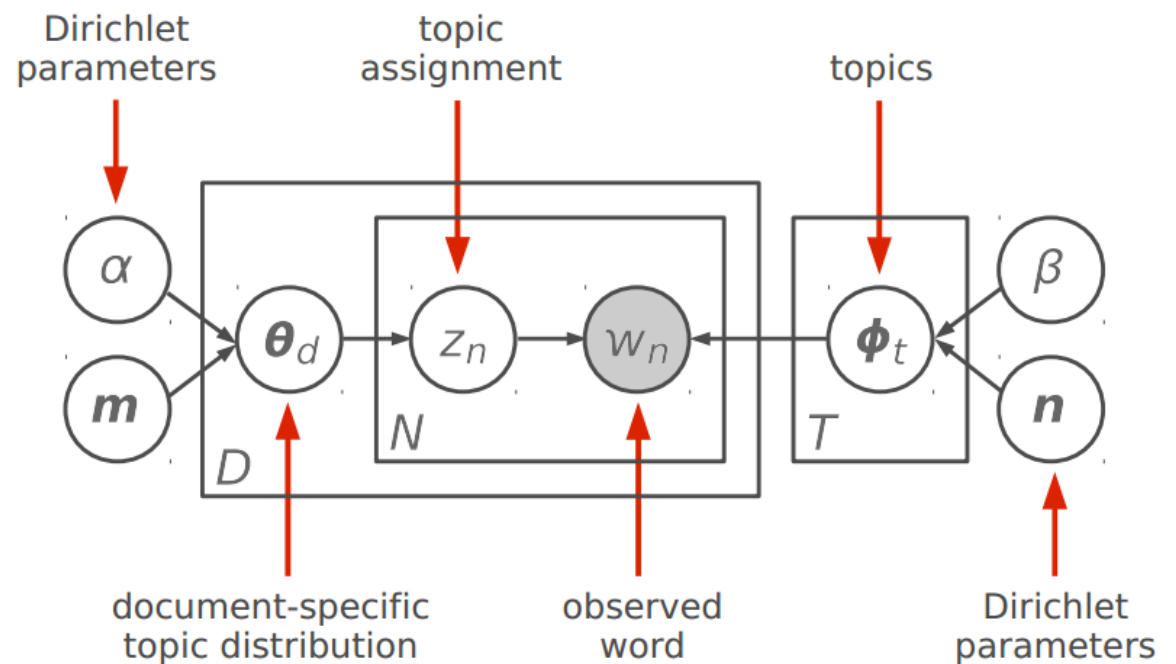 Dirichlet
parameters
topic
assignment
topics
α
m
θd
zn
wn
N
D
ϕt
T
β
n
document-specific
topic distribution
observed
word
Dirichlet
parameters